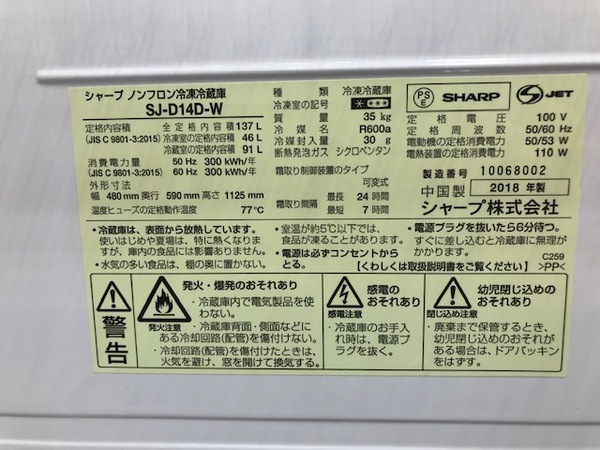 シャープ ノンフロン冷凍冷蔵庫
SJ-D14D-W
定格内容積 全定格内容積 137 L
(JIS C 9801-3:2015) 冷凍室の定格内容積 46 L
冷蔵室の定格内容積 91 L
消費電力量 50 Hz 300 kWh/年
(JIS C 9801-3:2015) 60 Hz 300 kWh/年
外形寸法
幅 480 mm 奥行 590 mm 高さ 1125 mm
温度ヒューズの定格動作温度 77℃
種類 冷凍冷蔵庫
冷凍室の記号
質量 35 kg
冷媒名 R600a
冷媒封入量 30 g
断熱発泡ガス シクロペンタン
霜取り制御装置のタイプ
可変式
霜取り間隔 最長 24 時間
最短 7 時間
PS
E
SHARP
S JET
定格電圧 100 V
定格周波数 50/60 Hz
電動機の定格消費電力 50/53 W
電熱装置の定格消費電力 110 W
製造番号 10068002
中国製 2018 年製
シャープ株式会社
・冷蔵庫は、表面から放熱しています。
使いはじめや夏場は、特に熱くなりま
すが、庫内の食品には影響ありません。
・水気の多い食品は、棚の奥に置かない。
・室温が約5℃以下では、
食品が凍ることがあります。
・電源は必ずコンセントか
らとる。
・電源プラグを抜いたら6分待つ。
すぐに差し込むと冷蔵庫に無理が
かかります。
【くわしくは取扱説明書をご覧ください】
C259
>PP<
警告
発火注意
発火・爆発のおそれあり
・冷蔵庫内で電気製品を使
わない。
・冷蔵庫背面・側面などに
ある冷却回路(配管)を傷付けない。
・冷却回路(配管)を傷付けたときは、
火気を避け、窓を開けて換気する。
感電注意
感電の
おそれあり
・冷蔵庫のお手入
れ時は、電源プ
ラグを抜く。
閉じ込め注意
幼児閉じ込めの
おそれあり
・廃棄まで保管するとき、
幼児閉じ込めのおそれが
ある場合は、ドアパッキン
をはずす。